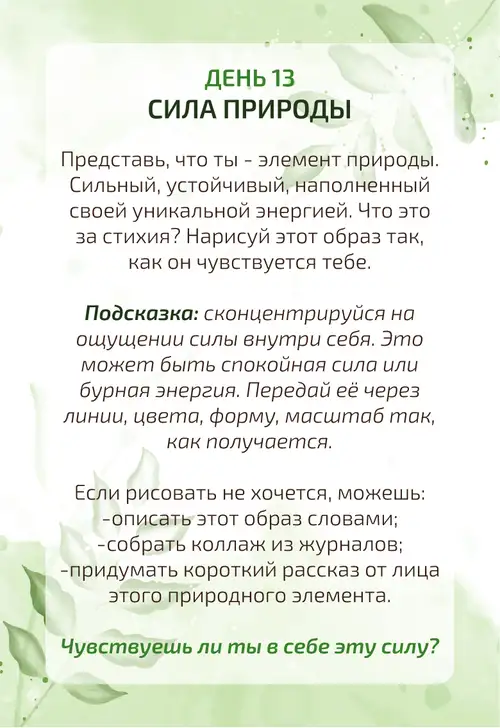 ДЕНЬ 13
СИЛА ПРИРОДЫ
Представь, что ты - элемент природы.
Сильный, устойчивый, наполненный
своей уникальной энергией. Что это
за стихия? Нарисуй этот образ так,
как он чувствуется тебе.
Подсказка: сконцентрируйся на
ощущении силы внутри себя. Это
может быть спокойная сила или
бурная энергия. Передай её через
линии, цвета, форму, масштаб так,
как получается.
Если рисовать не хочется, можешь:
-описать этот образ словами;
-собрать коллаж из журналов;
-придумать короткий рассказ от лица
этого природного элемента.
Чувствуешь ли ты в себе эту силу?